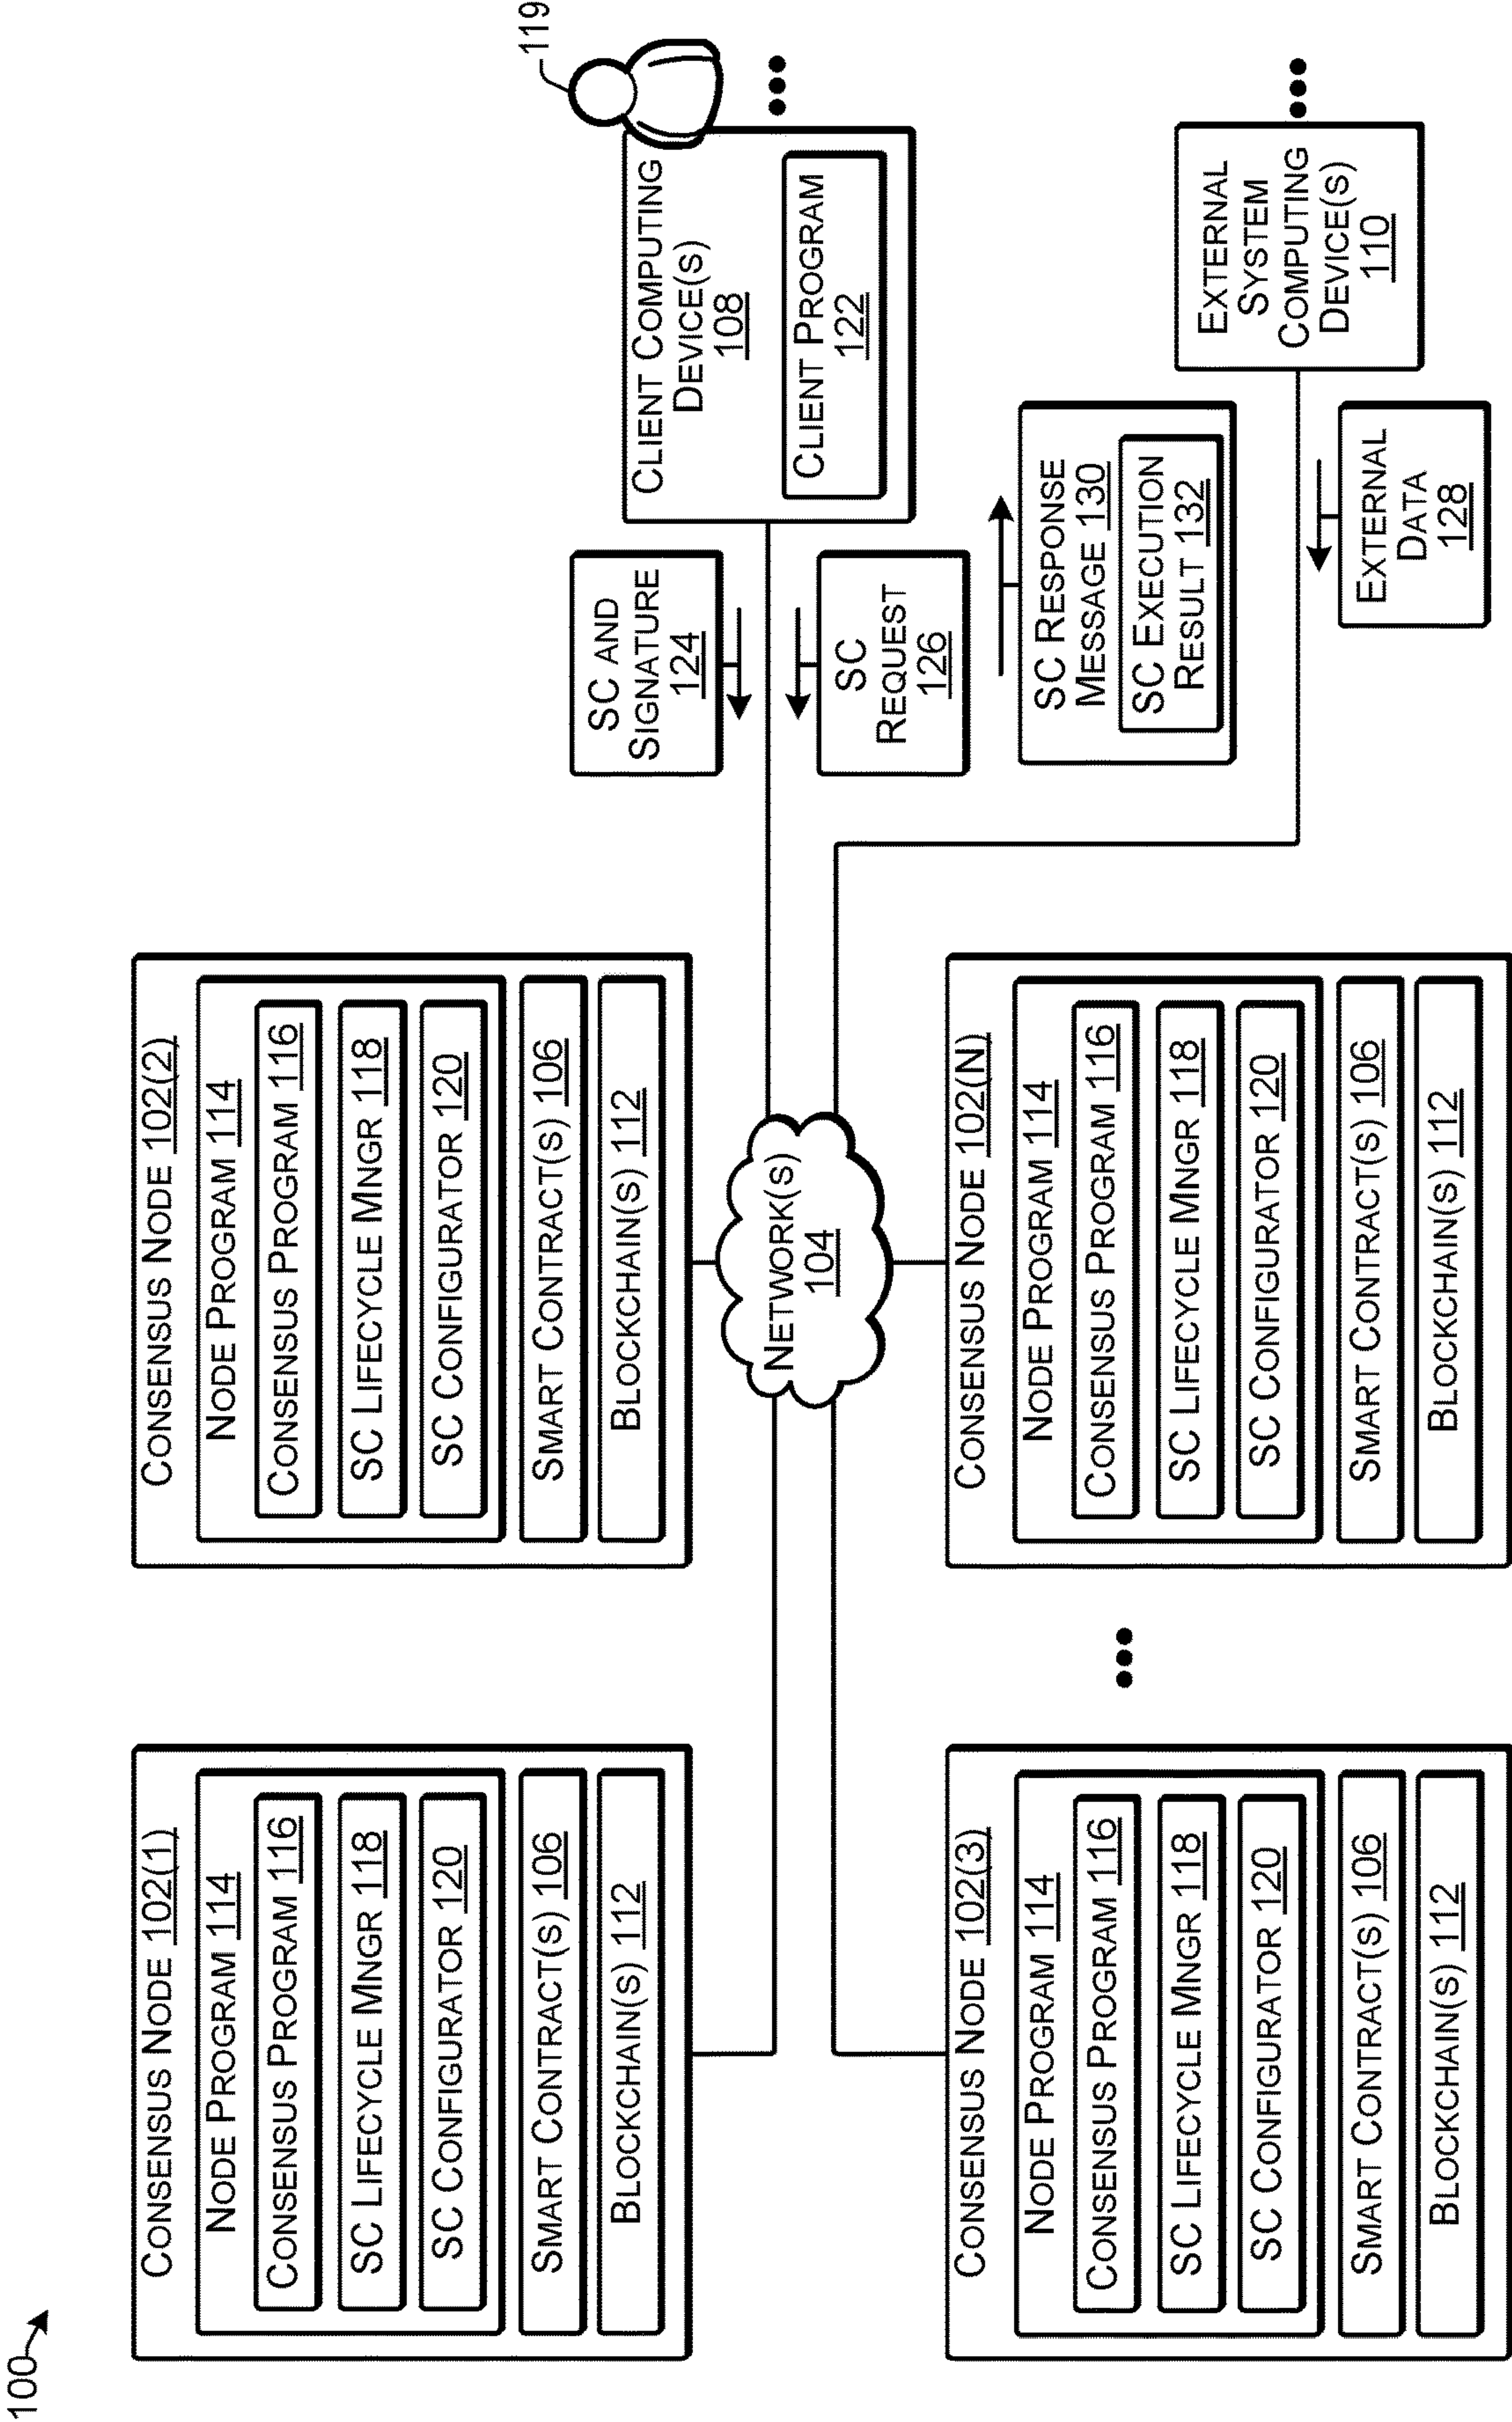 100
CONSENSUS NODE 102(1)
NODE PROGRAM 114
CONSENSUS PROGRAM 116
SC LIFECYCLE MNGR 118
SC CONFIGURATOR 120
SMART CONTRACT(S) 106
BLOCKCHAIN(S) 112
CONSENSUS NODE 102(2)
NODE PROGRAM 114
CONSENSUS PROGRAM 116
SC LIFECYCLE MNGR 118
SC CONFIGURATOR 120
SMART CONTRACT(S) 106
BLOCKCHAIN(S) 112
SC AND
SIGNATURE
124
119
CLIENT COMPUTING
DEVICE(S)
108
CLIENT PROGRAM
122
NETWORK(S)
104
SC
REQUEST
126
SC RESPONSE
MESSAGE 130
SC EXECUTION
RESULT 132
EXTERNAL
SYSTEM
COMPUTING
DEVICE(S)
110
EXTERNAL
DATA
128
CONSENSUS NODE 102(3)
NODE PROGRAM 114
CONSENSUS PROGRAM 116
SC LIFECYCLE MNGR 118
SC CONFIGURATOR 120
SMART CONTRACT(S) 106
BLOCKCHAIN(S) 112
CONSENSUS NODE 102(N)
NODE PROGRAM 114
CONSENSUS PROGRAM 116
SC LIFECYCLE MNGR 118
SC CONFIGURATOR 120
SMART CONTRACT(S) 106
BLOCKCHAIN(S) 112